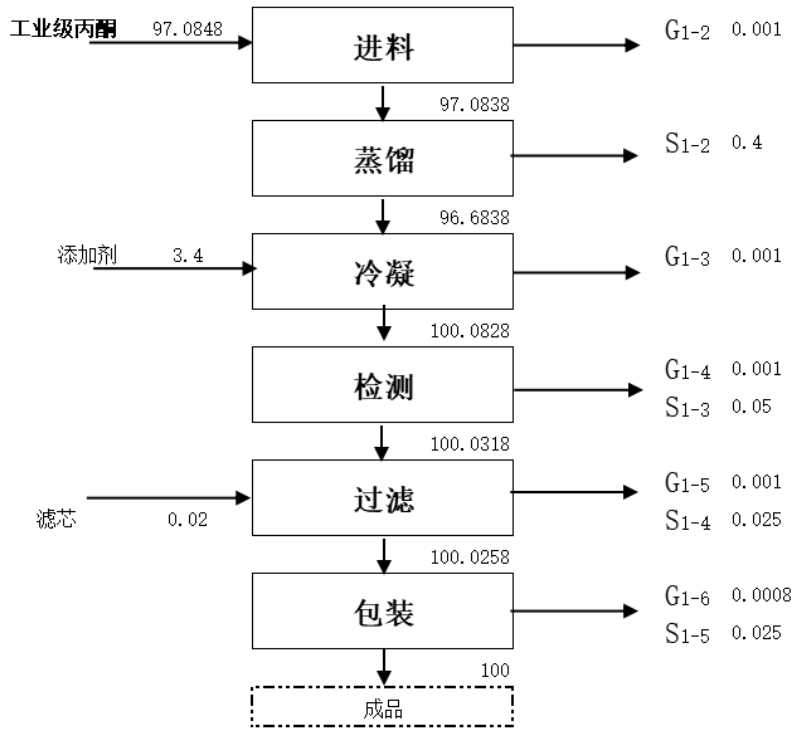 工业级丙酮 97.0848 进料 G1-2 0.001
97.0838
蒸馏 S1-2 0.4
96.6838
添加剂 3.4 冷凝 G1-3 0.001
100.0828
检测 G1-4 0.001
S1-3 0.05
100.0318
过滤 G1-5 0.001
滤芯 0.02 S1-4 0.025
100.0258
包装 G1-6 0.0008
S1-5 0.025
100
成品